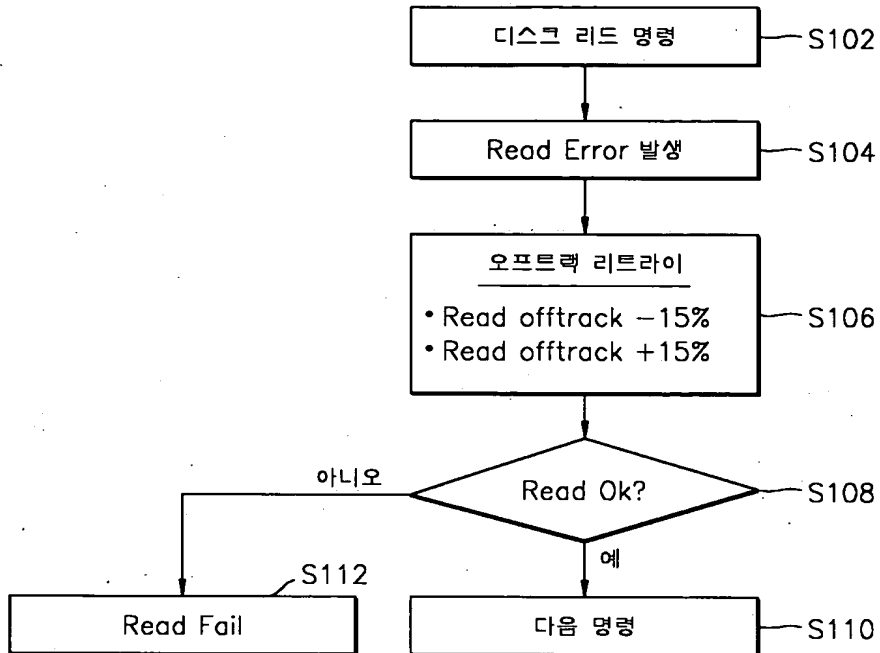 디스크 리드 명령
S102
Read Error 발생
S104
오프트랙 리트라이
• Read offtrack −15%
• Read offtrack +15%
S106
Read Ok?
S108
아니오
예
S112
Read Fail
다음 명령
S110